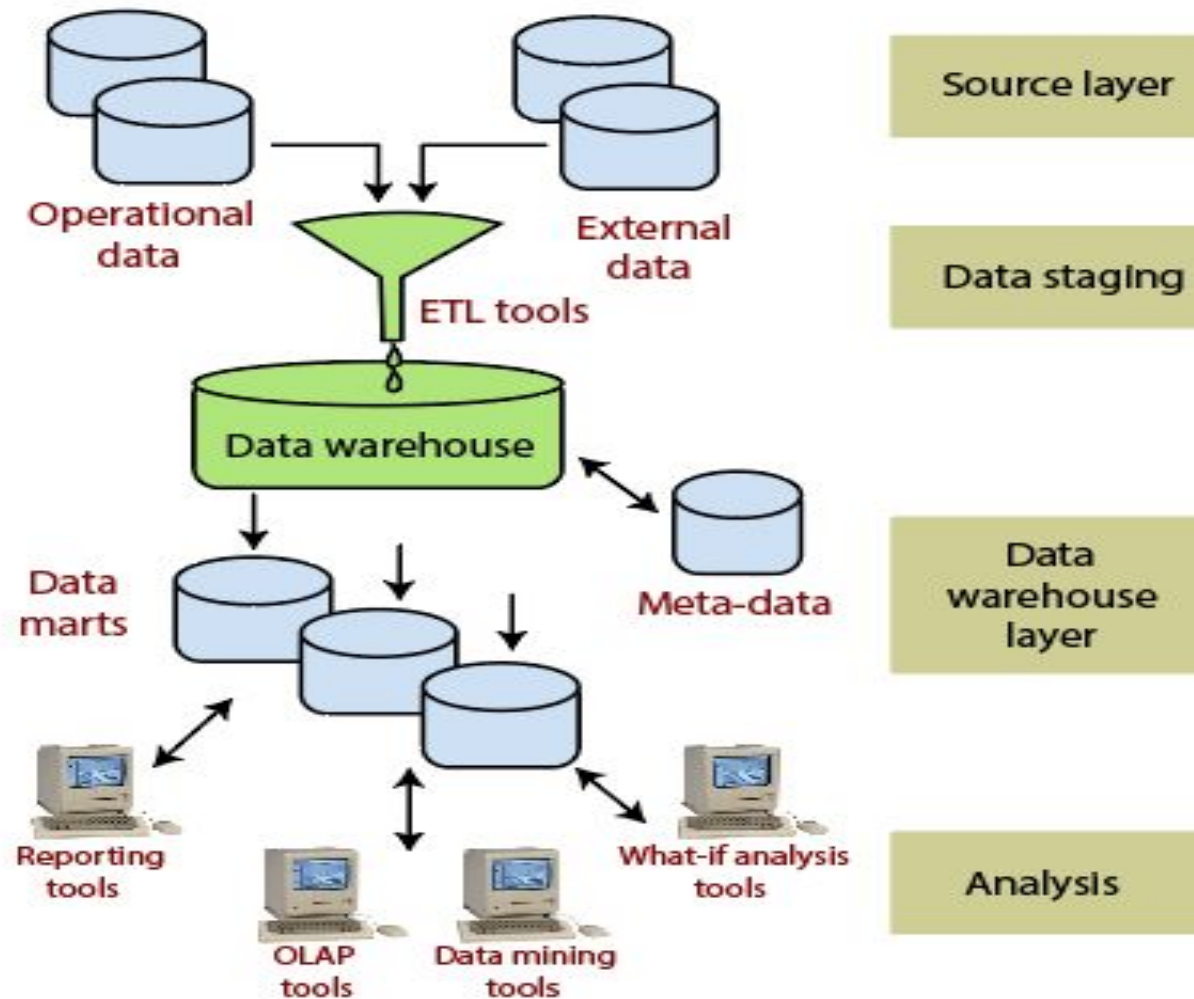 Source layer
Operational
data
External
data
Data staging
ETL tools
Data warehouse
Data
marts
Meta-data
Data
warehouse
layer
Reporting
tools
What-if analysis
tools
Analysis
OLAP
tools
Data mining
tools